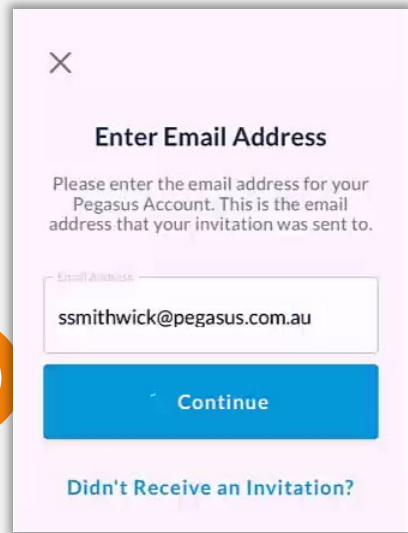 Enter Email Address
Please enter the email address for your
Pegasus Account. This is the email
address that your invitation was sent to.
Email Address
ssmithwick@pegasus.com.au
Continue
Didn't Receive an Invitation?